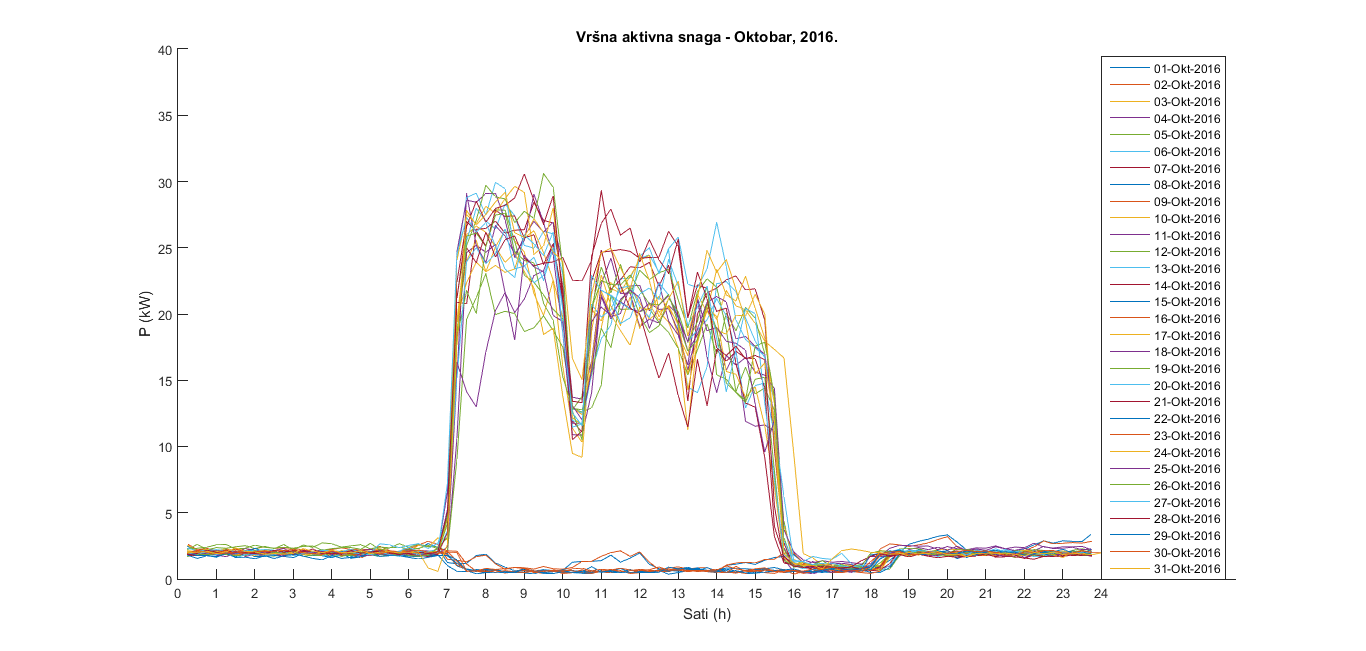 Vršna aktivna snaga - Oktobar, 2016.
40
35
30
25
20
15
10
5
0
P (kW)
0 1 2 3 4 5 6 7 8 9 10 11 12 13 14 15 16 17 18 19 20 21 22 23 24
Sati (h)
01-Okt-2016
02-Okt-2016
03-Okt-2016
04-Okt-2016
05-Okt-2016
06-Okt-2016
07-Okt-2016
08-Okt-2016
09-Okt-2016
10-Okt-2016
11-Okt-2016
12-Okt-2016
13-Okt-2016
14-Okt-2016
15-Okt-2016
16-Okt-2016
17-Okt-2016
18-Okt-2016
19-Okt-2016
20-Okt-2016
21-Okt-2016
22-Okt-2016
23-Okt-2016
24-Okt-2016
25-Okt-2016
26-Okt-2016
27-Okt-2016
28-Okt-2016
29-Okt-2016
30-Okt-2016
31-Okt-2016